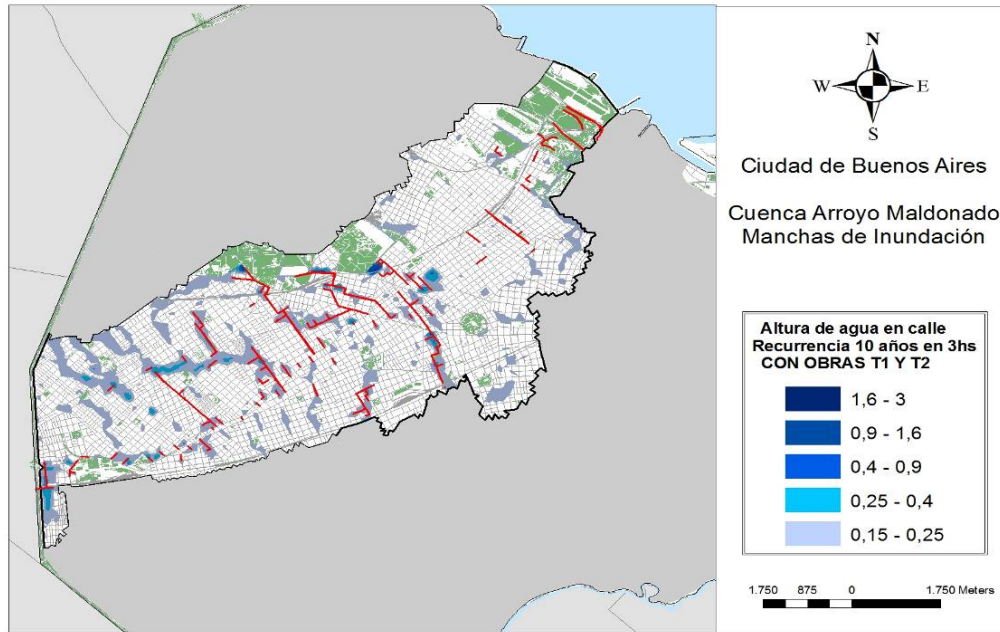 N
W
E
S
Ciudad de Buenos Aires
Cuenca Arroyo Maldonado
Manchas de Inundación
Altura de agua en calle
Recurrencia 10 años en 3hs
CON OBRAS T1 Y T2
1,6 - 3
0,9 - 1,6
0,4 - 0,9
0,25 - 0,4
0,15 - 0,25
1.750 875 0 1.750 Meters